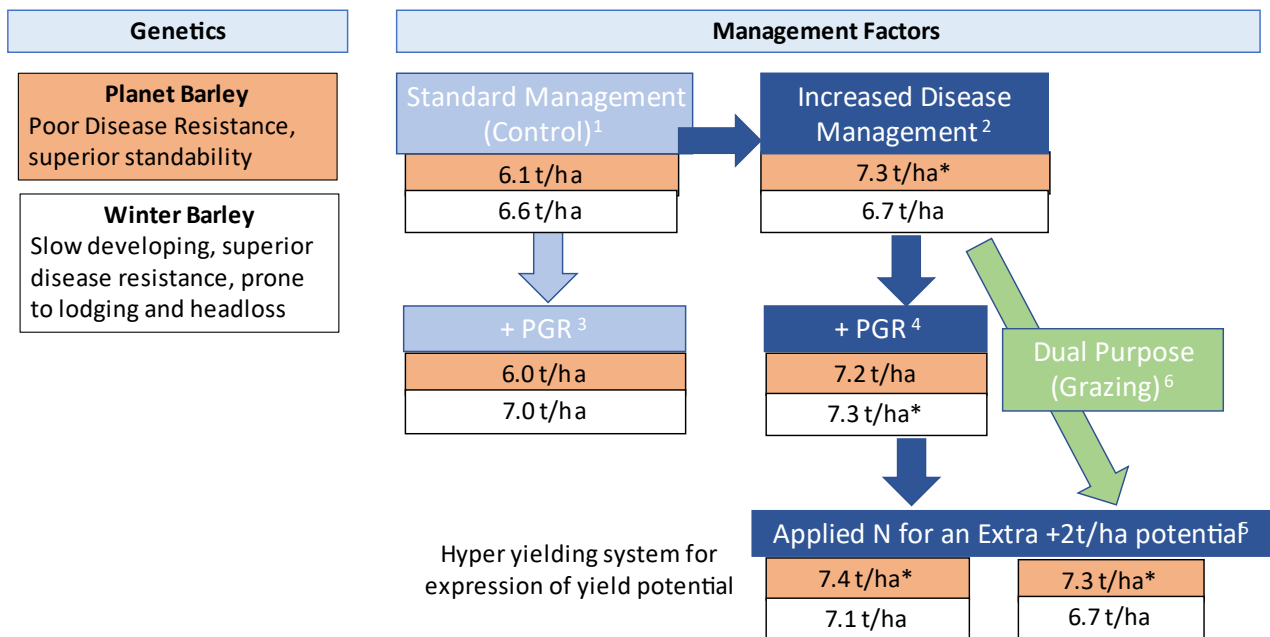 Genetics
Management Factors
Planet Barley
Poor Disease Resistance,
superior standability
Winter Barley
Slow developing, superior
disease resistance, prone
to lodging and headloss
Standard Management
(Control)¹
6.1 t/ha
6.6 t/ha
Increased Disease
Management ²
7.3 t/ha*
6.7 t/ha
+ PGR ³
6.0 t/ha
7.0 t/ha
+ PGR ⁴
7.2 t/ha
7.3 t/ha*
Dual Purpose
(Grazing) ⁶
Hyper yielding system for
expression of yield potential
Applied N for an Extra +2t/ha potential⁵
7.4 t/ha*
7.1 t/ha
7.3 t/ha*
6.7 t/ha